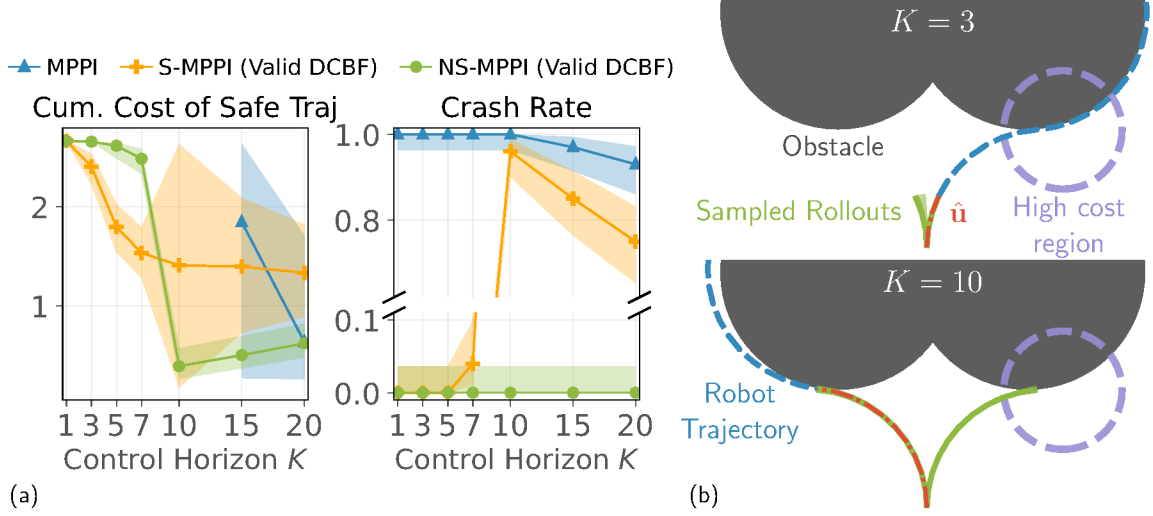 MPPI S-MPPI (Valid DCBF) NS-MPPI (Valid DCBF)
Cum. Cost of Safe Traj
2
1
1 3 5 7 10 15 20
Control Horizon K
(a)
Crash Rate
1.0
0.8
0.1
0.0
1 3 5 7 10 15 20
Control Horizon K
K = 3
Obstacle
Sampled Rollouts
û
High cost
region
K = 10
Robot
Trajectory
(b)